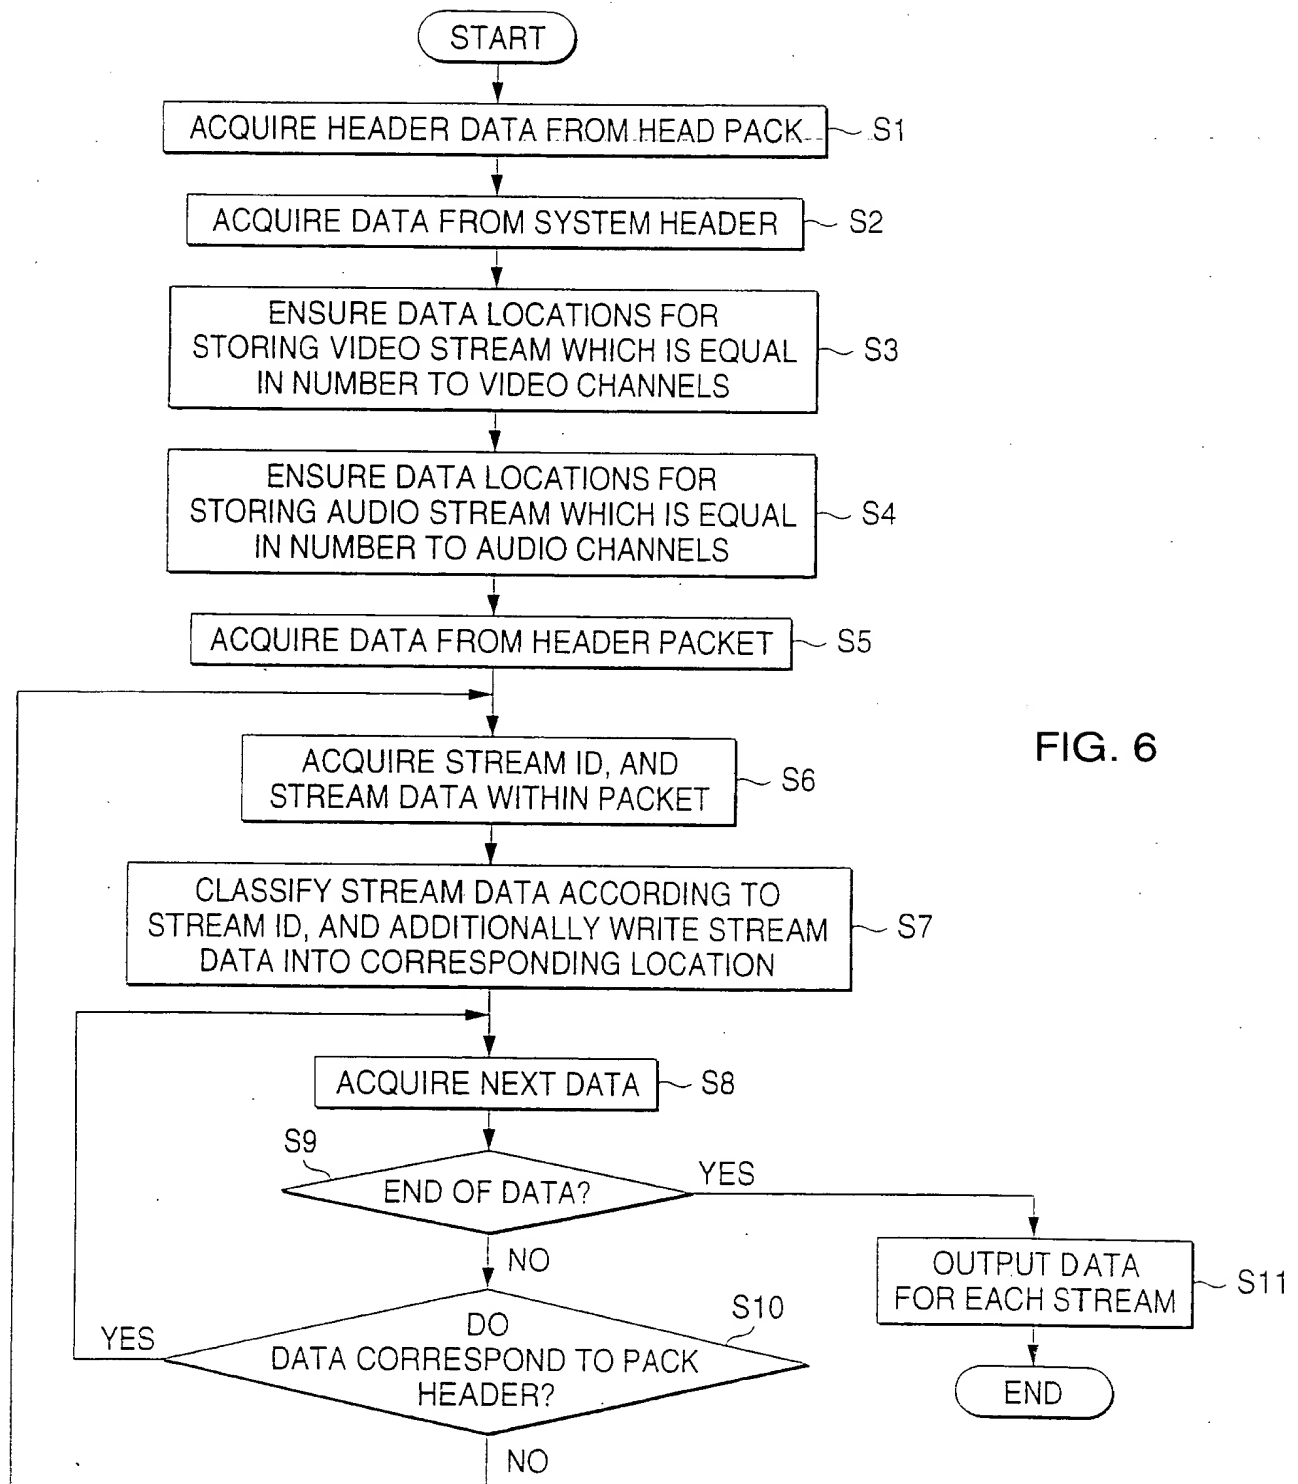 START
ACQUIRE HEADER DATA FROM HEAD PACK
S1
ACQUIRE DATA FROM SYSTEM HEADER
S2
ENSURE DATA LOCATIONS FOR
STORING VIDEO STREAM WHICH IS EQUAL
IN NUMBER TO VIDEO CHANNELS
S3
ENSURE DATA LOCATIONS FOR
STORING AUDIO STREAM WHICH IS EQUAL
IN NUMBER TO AUDIO CHANNELS
S4
ACQUIRE DATA FROM HEADER PACKET
S5
FIG. 6
ACQUIRE STREAM ID, AND
STREAM DATA WITHIN PACKET
S6
CLASSIFY STREAM DATA ACCORDING TO
STREAM ID, AND ADDITIONALLY WRITE STREAM
DATA INTO CORRESPONDING LOCATION
S7
ACQUIRE NEXT DATA
S8
S9
END OF DATA?
YES
NO
OUTPUT DATA
FOR EACH STREAM
S11
S10
DO
DATA CORRESPOND TO PACK
HEADER?
YES
NO
END